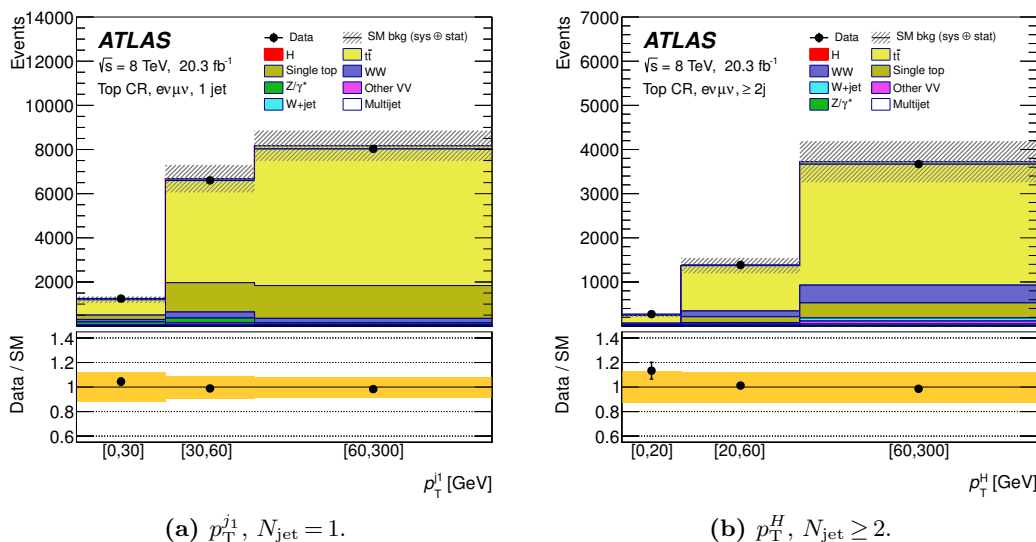 Events
14000
12000
10000
8000
6000
4000
2000
ATLAS
√s = 8 TeV, 20.3 fb⁻¹
Top CR, eνμν, 1 jet
Data
SM bkg (sys ⊕ stat)
H
tt̄
Single top
WW
Z/γ*
Other VV
W+jet
Multijet
Data / SM
1.4
1.2
1
0.8
0.6
[0,30] [30,60] [60,300]
p_T^j1 [GeV]
(a) p_T^j1, N_jet = 1.
Events
7000
6000
5000
4000
3000
2000
1000
ATLAS
√s = 8 TeV, 20.3 fb⁻¹
Top CR, eνμν, ≥ 2j
Data
SM bkg (sys ⊕ stat)
H
tt̄
WW
Single top
W+jet
Other VV
Z/γ*
Multijet
Data / SM
1.4
1.2
1
0.8
0.6
[0,20] [20,60] [60,300]
p_T^H [GeV]
(b) p_T^H, N_jet ≥ 2.